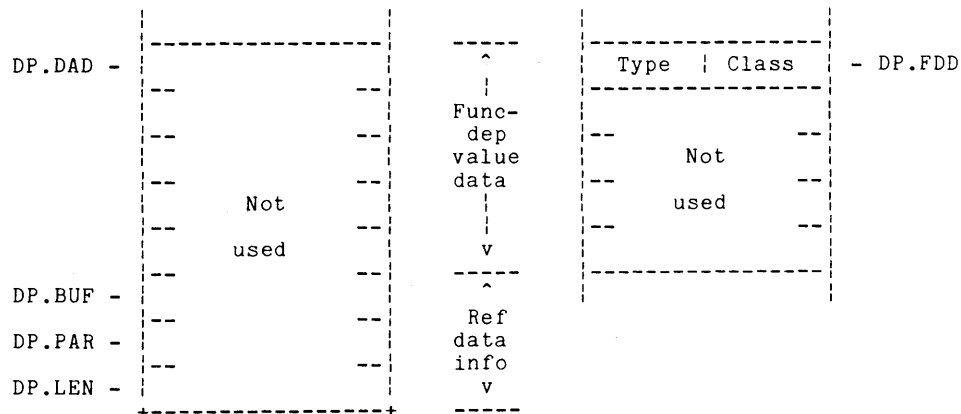 DP.DAD - ^ Type | Class - DP.FDD
Func-
dep
value Not
data
Not used
used v
DP.BUF - ^
Ref
DP.PAR - data
info
DP.LEN - v